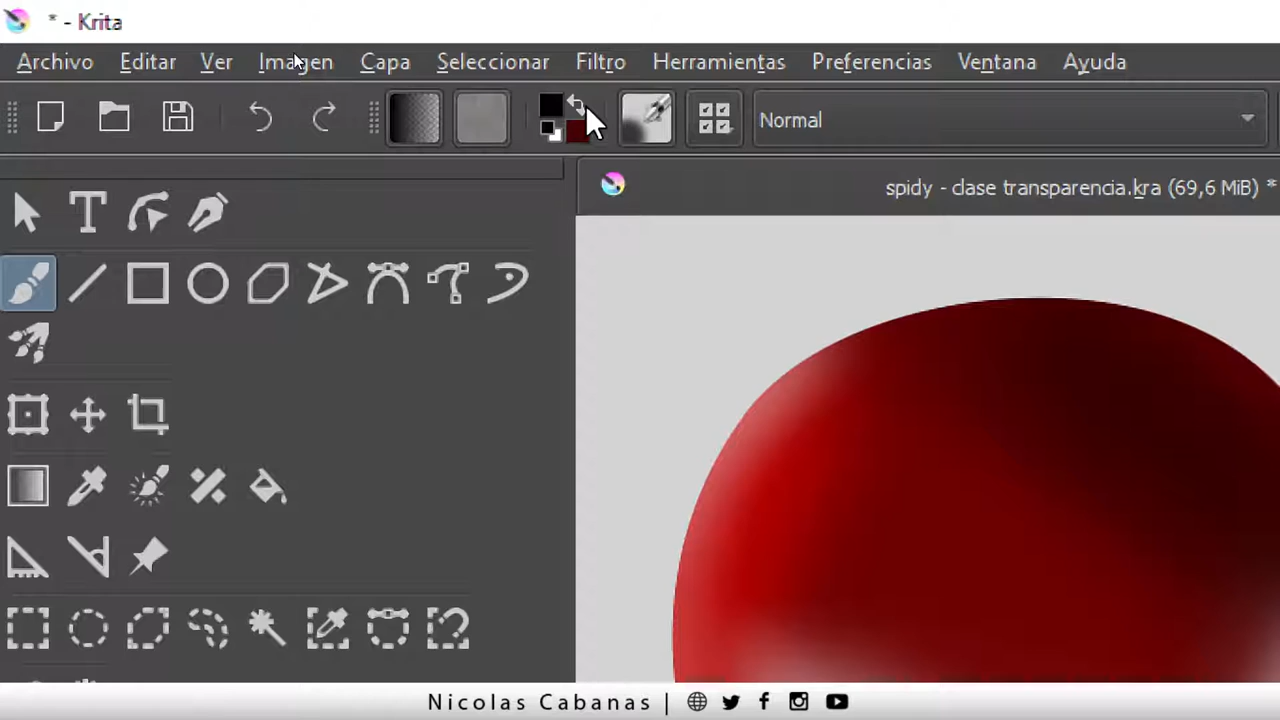 * - Krita
Archivo Editar Ver Imagen Capa Seleccionar Filtro Herramientas Preferencias Ventana Ayuda
Normal
spidy - clase transparencia.kra (69,6 MiB) *
Nicolas Cabanas |